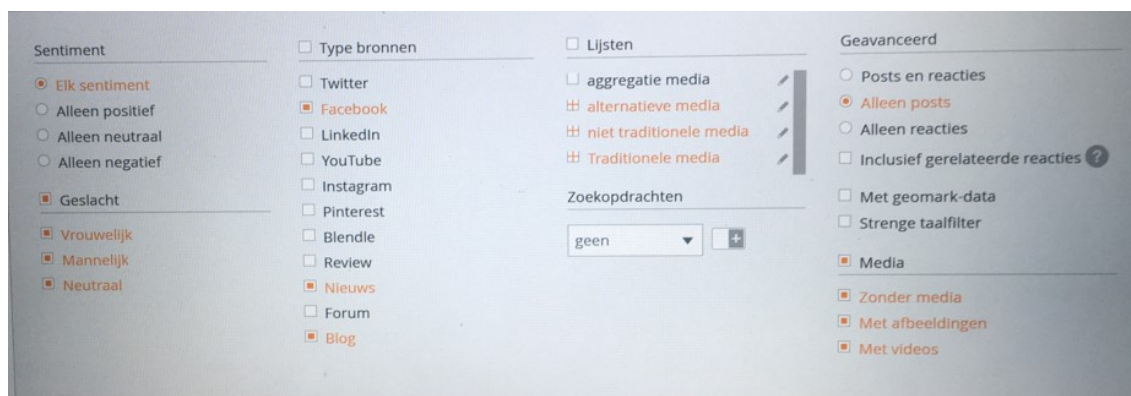 Sentiment
Elk sentiment
Alleen positief
Alleen neutraal
Alleen negatief
Geslacht
Vrouwelijk
Mannelijk
Neutraal
Type bronnen
Twitter
Facebook
LinkedIn
YouTube
Instagram
Pinterest
Blendle
Review
Nieuws
Forum
Blog
Lijsten
aggregatie media
alternatieve media
niet traditionele media
Traditionele media
Zoekopdrachten
geen
Geavanceerd
Posts en reacties
Alleen posts
Alleen reacties
Inclusief gerelateerde reacties ?
Met geomark-data
Strenge taalfilter
Media
Zonder media
Met afbeeldingen
Met videos